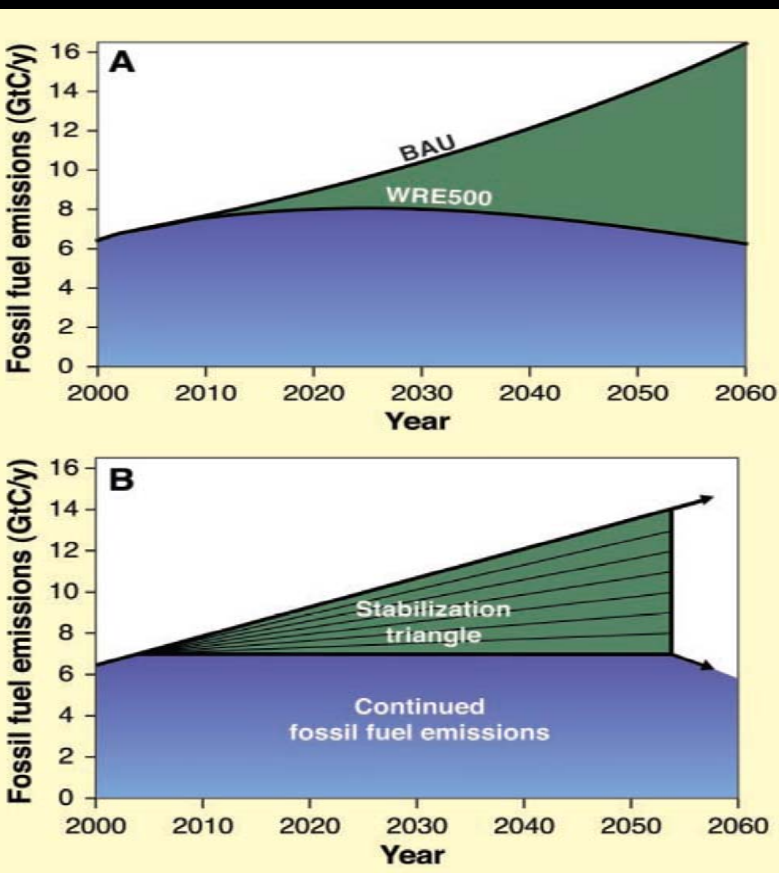 A
Fossil fuel emissions (GtC/y)
16
14
12
10
8
6
4
2
0
BAU
WRE500
2000 2010 2020 2030 2040 2050 2060
Year
B
Fossil fuel emissions (GtC/y)
16
14
12
10
8
6
4
2
0
Stabilization
triangle
Continued
fossil fuel emissions
2000 2010 2020 2030 2040 2050 2060
Year